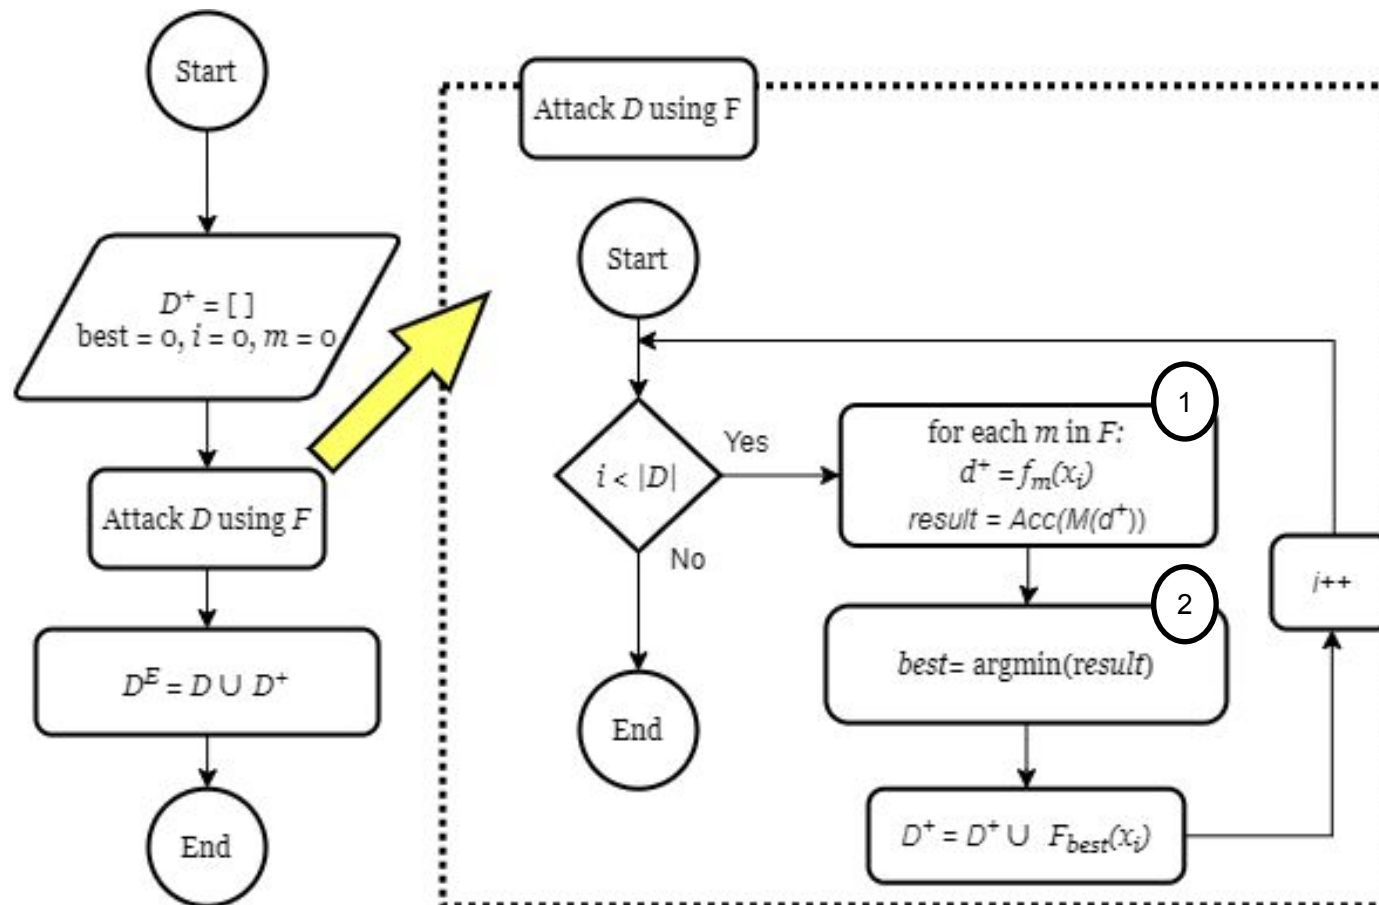 Start
D⁺ = [ ]
best = 0, i = 0, m = 0
Attack D using F
Dᴱ = D ∪ D⁺
End
Attack D using F
Start
i < |D|
Yes
No
End
1
for each m in F:
d⁺ = fₘ(xᵢ)
result = Acc(M(d⁺))
2
best= argmin(result)
D⁺ = D⁺ ∪ F_best(xᵢ)
i++